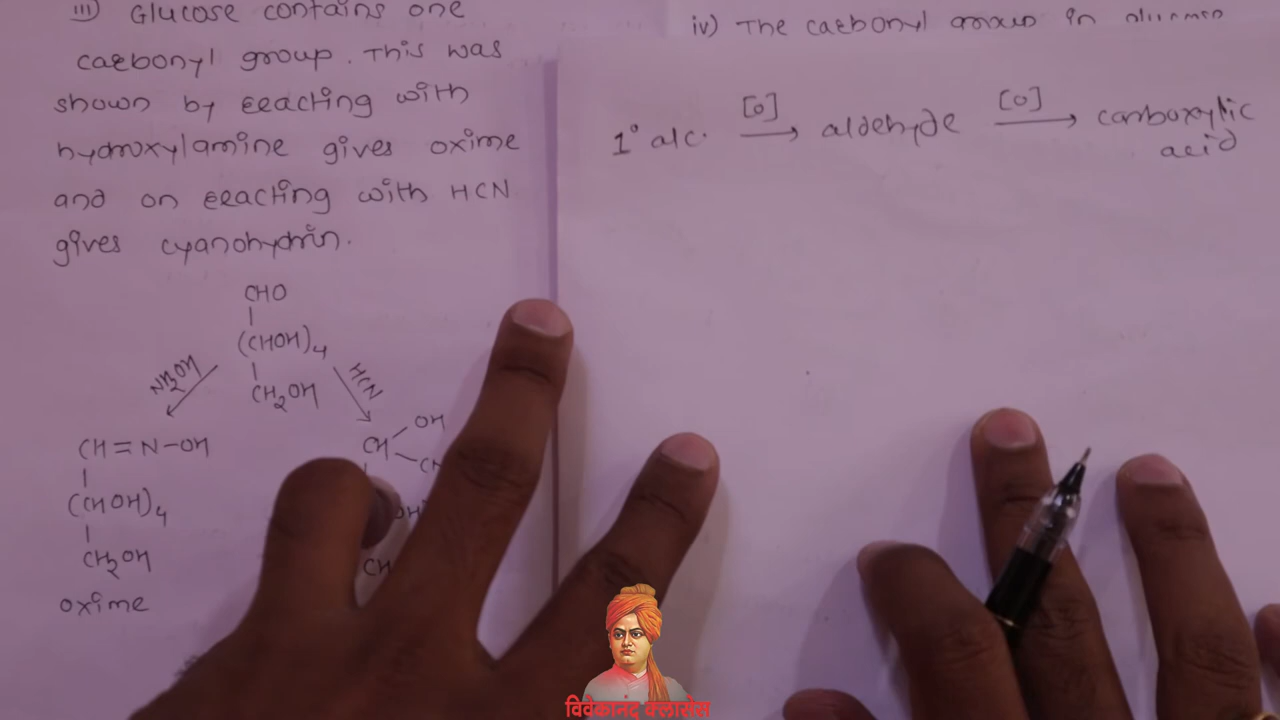 iii) Glucose contains one
carbonyl group. This was
shown by reacting with
hydroxylamine gives oxime
and on reacting with HCN
gives cyanohydrin.
CHO
|
(CHOH)4
|
CH2OH
NH2OH
HCN
CH=N-OH
|
(CHOH)4
|
CH2OH
oxime
OH
CH
iv) The carbonyl group in
1° alc. [O] → aldehyde [O] → carboxylic
acid
विवेकानंद क्लासेस